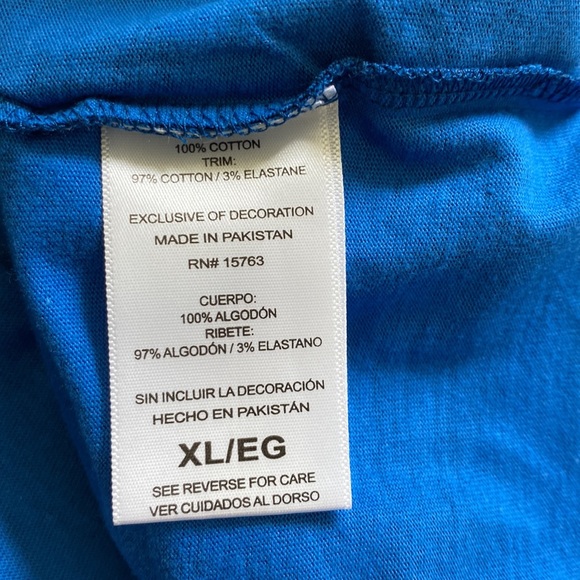 100% COTTON
TRIM:
97% COTTON / 3% ELASTANE
EXCLUSIVE OF DECORATION
MADE IN PAKISTAN
RN# 15763
CUERPO:
100% ALGODÓN
RIBETE:
97% ALGODÓN / 3% ELASTANO
SIN INCLUIR LA DECORACIÓN
HECHO EN PAKISTÁN
XL/EG
SEE REVERSE FOR CARE
VER CUIDADOS AL DORSO